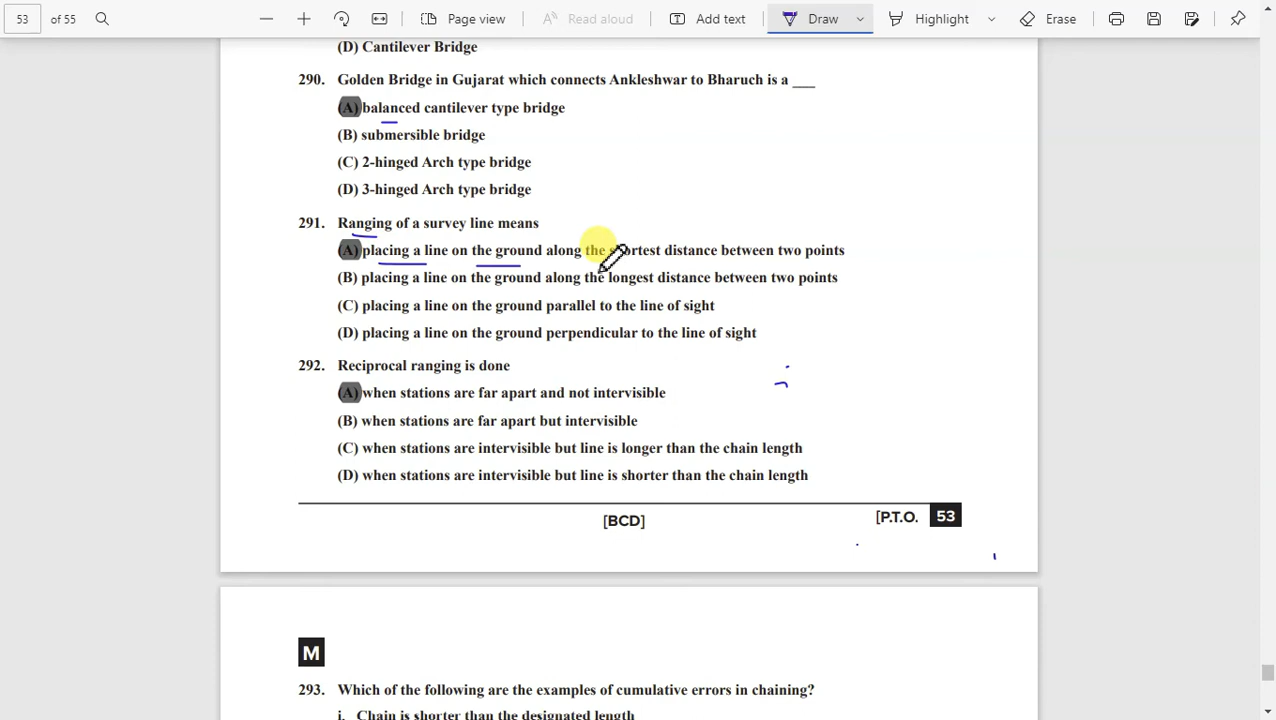 53 of 55 Page view Read aloud Add text Draw Highlight Erase
(D) Cantilever Bridge
290. Golden Bridge in Gujarat which connects Ankleshwar to Bharuch is a ___
(A) balanced cantilever type bridge
(B) submersible bridge
(C) 2-hinged Arch type bridge
(D) 3-hinged Arch type bridge
291. Ranging of a survey line means
(A) placing a line on the ground along the shortest distance between two points
(B) placing a line on the ground along the longest distance between two points
(C) placing a line on the ground parallel to the line of sight
(D) placing a line on the ground perpendicular to the line of sight
292. Reciprocal ranging is done
(A) when stations are far apart and not intervisible
(B) when stations are far apart but intervisible
(C) when stations are intervisible but line is longer than the chain length
(D) when stations are intervisible but line is shorter than the chain length
[BCD] [P.T.O. 53
M
293. Which of the following are the examples of cumulative errors in chaining?
i. Chain is shorter than the designated length